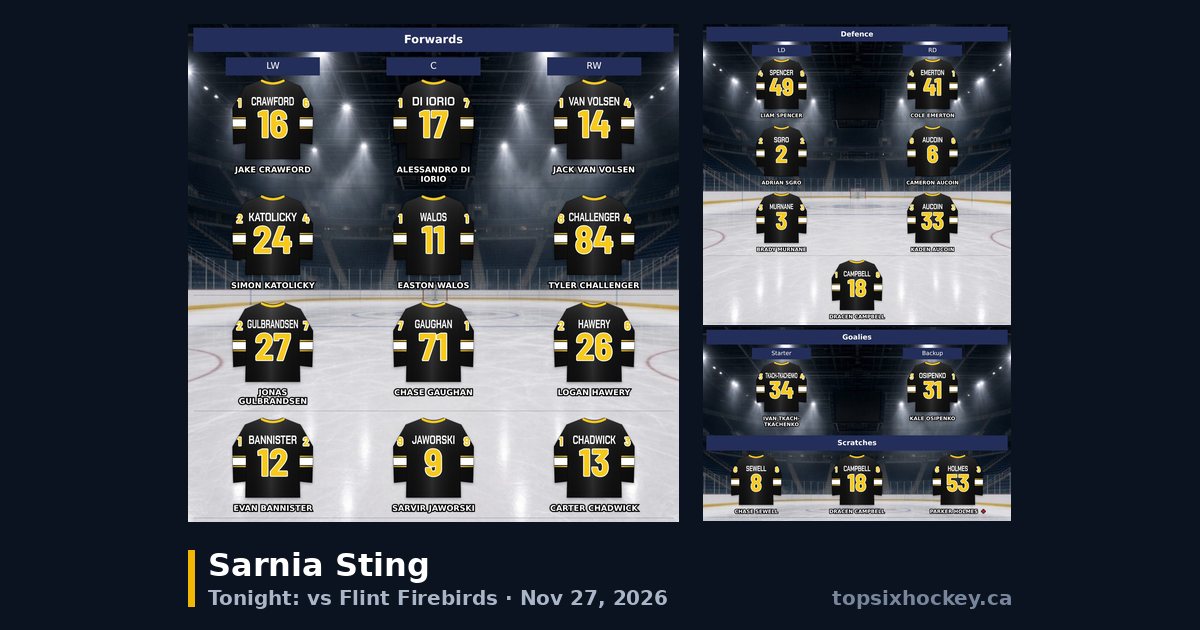 Forwards
LW
C
RW
CRAWFORD
16
JAKE CRAWFORD
DI IORIO
17
ALESSANDRO DI
IORIO
VAN VOLSEN
14
JACK VAN VOLSEN
KATOLICKY
24
SIMON KATOLICKY
WALOS
11
EASTON WALOS
CHALLENGER
84
TYLER CHALLENGER
GULBRANDSEN
27
JONAS
GULBRANDSEN
GAUGHAN
71
CHASE GAUGHAN
HAWERY
26
LOGAN HAWERY
BANNISTER
12
EVAN BANNISTER
JAWORSKI
9
SARVIR JAWORSKI
CHADWICK
13
CARTER CHADWICK
Defence
LD
RD
SPENCER
49
LIAM SPENCER
EMERTON
41
COLE EMERTON
SGRO
2
ADRIAN SGRO
AUCOIN
6
CAMERON AUCOIN
MURNANE
3
BRADY MURNANE
AUCOIN
33
KADEN AUCOIN
CAMPBELL
18
DRACEN CAMPBELL
Goalies
Starter
Backup
TKACH-TKACHENKO
34
IVAN TKACH-
TKACHENKO
OSIPENKO
31
KALE OSIPENKO
Scratches
SEWELL
8
CHASE SEWELL
CAMPBELL
18
DRACEN CAMPBELL
HOLMES
53
PARKER HOLMES
Sarnia Sting
Tonight: vs Flint Firebirds · Nov 27, 2026
topsixhockey.ca